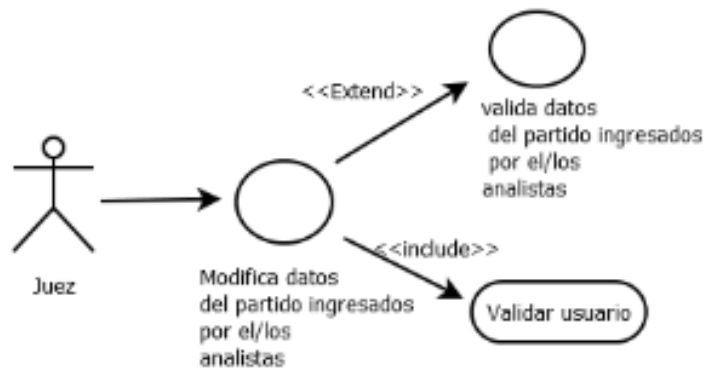 <<Extend>>
valida datos
del partido ingresados
por el/los
analistas
Juez
Modifica datos
del partido ingresados
por el/los
analistas
<<include>>
Validar usuario